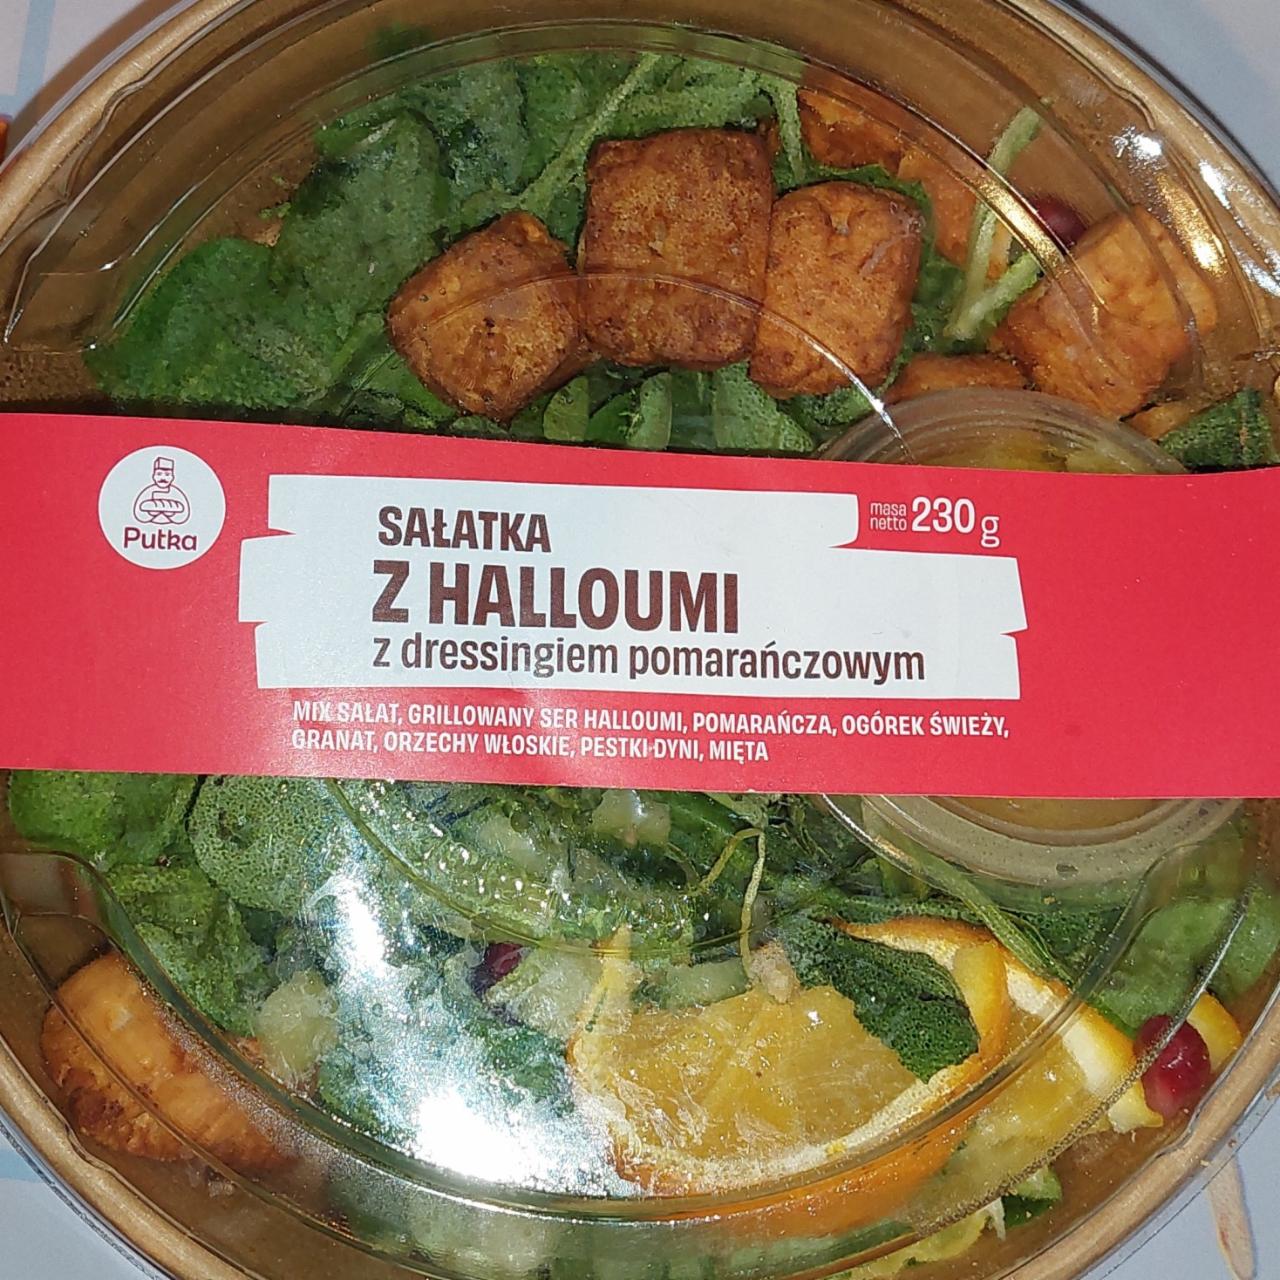 Putka
SAŁATKA
Z HALLOUMI
z dressingiem pomarańczowym
masa
netto 230 g
MIX SAŁAT, GRILLOWANY SER HALLOUMI, POMARAŃCZA, OGÓREK ŚWIEŻY,
GRANAT, ORZECHY WŁOSKIE, PESTKI DYNI, MIĘTA